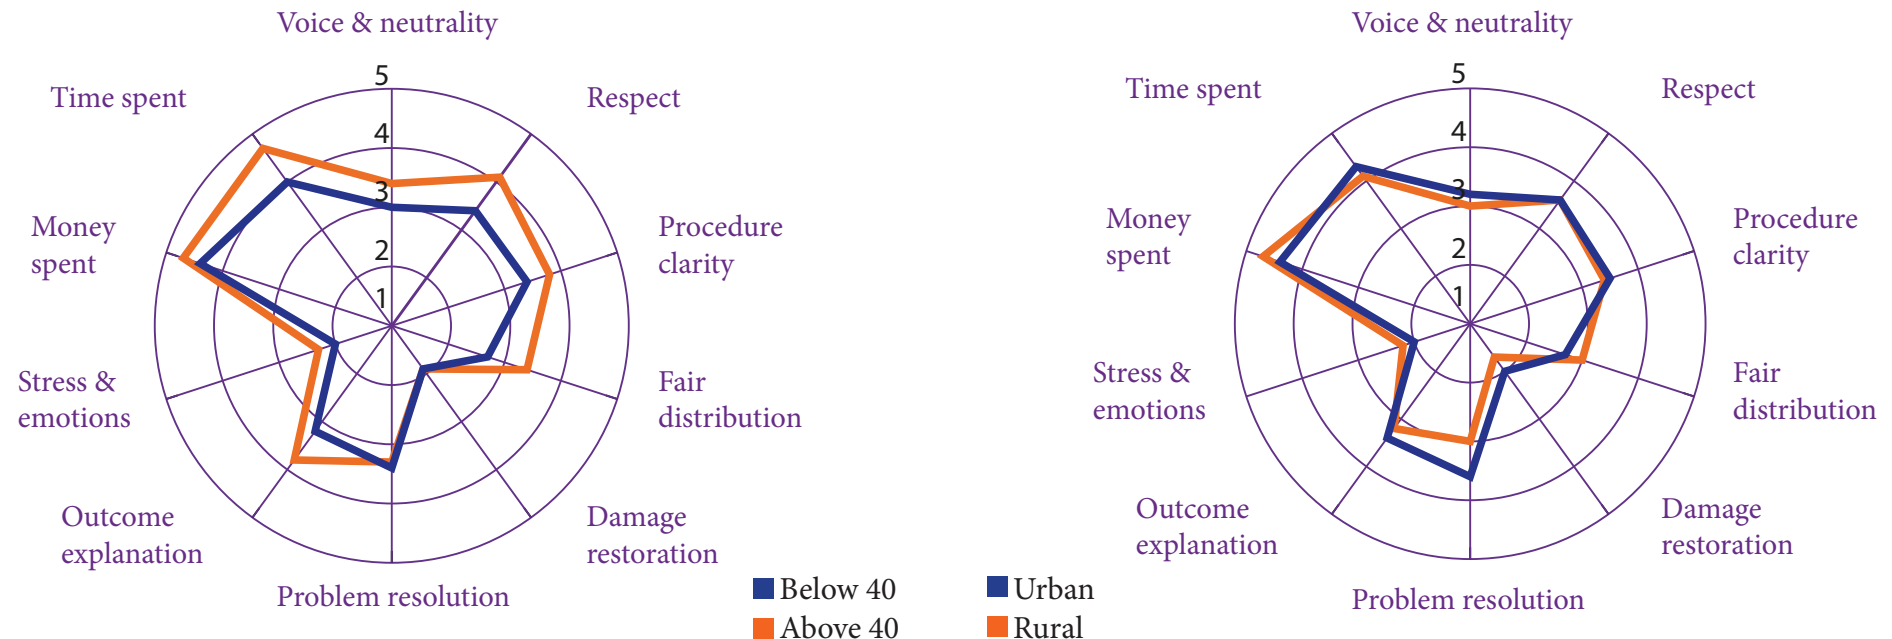 Voice & neutrality
Time spent
5
Respect
4
3
Money
spent
Procedure
clarity
2
1
Stress &
emotions
Fair
distribution
Outcome
explanation
Damage
restoration
Problem resolution
Below 40
Above 40
Voice & neutrality
Time spent
5
Respect
4
3
Money
spent
Procedure
clarity
2
1
Stress &
emotions
Fair
distribution
Outcome
explanation
Damage
restoration
Problem resolution
Urban
Rural